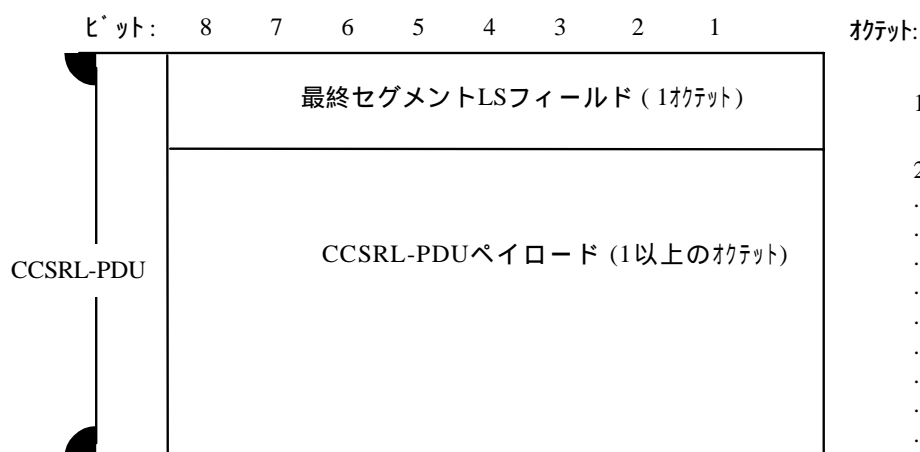 ビット: 8 7 6 5 4 3 2 1 オクテット:
最終セグメントLSフィールド ( 1オクテット)
1
2
.
.
CCSRL-PDUペイロード (1以上のオクテット)
.
CCSRL-PDU
.
.
.
.
.
.